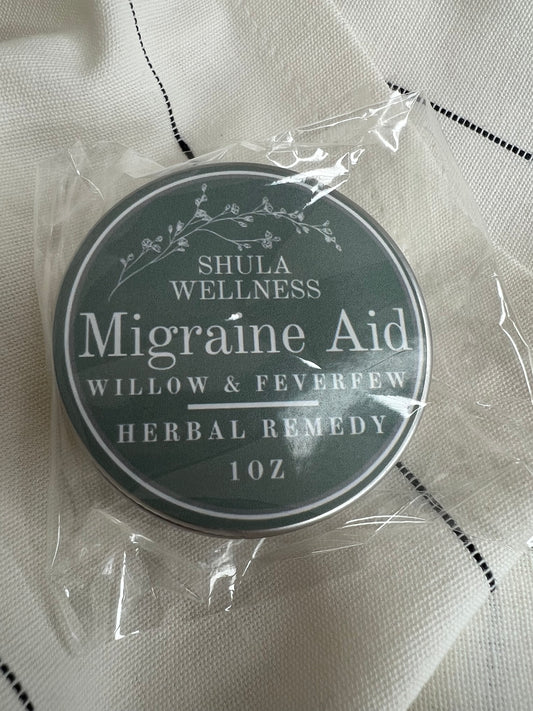 SHULA
WELLNESS
Migraine Aid
WILLOW & FEVERFEW
HERBAL REMEDY
1OZ